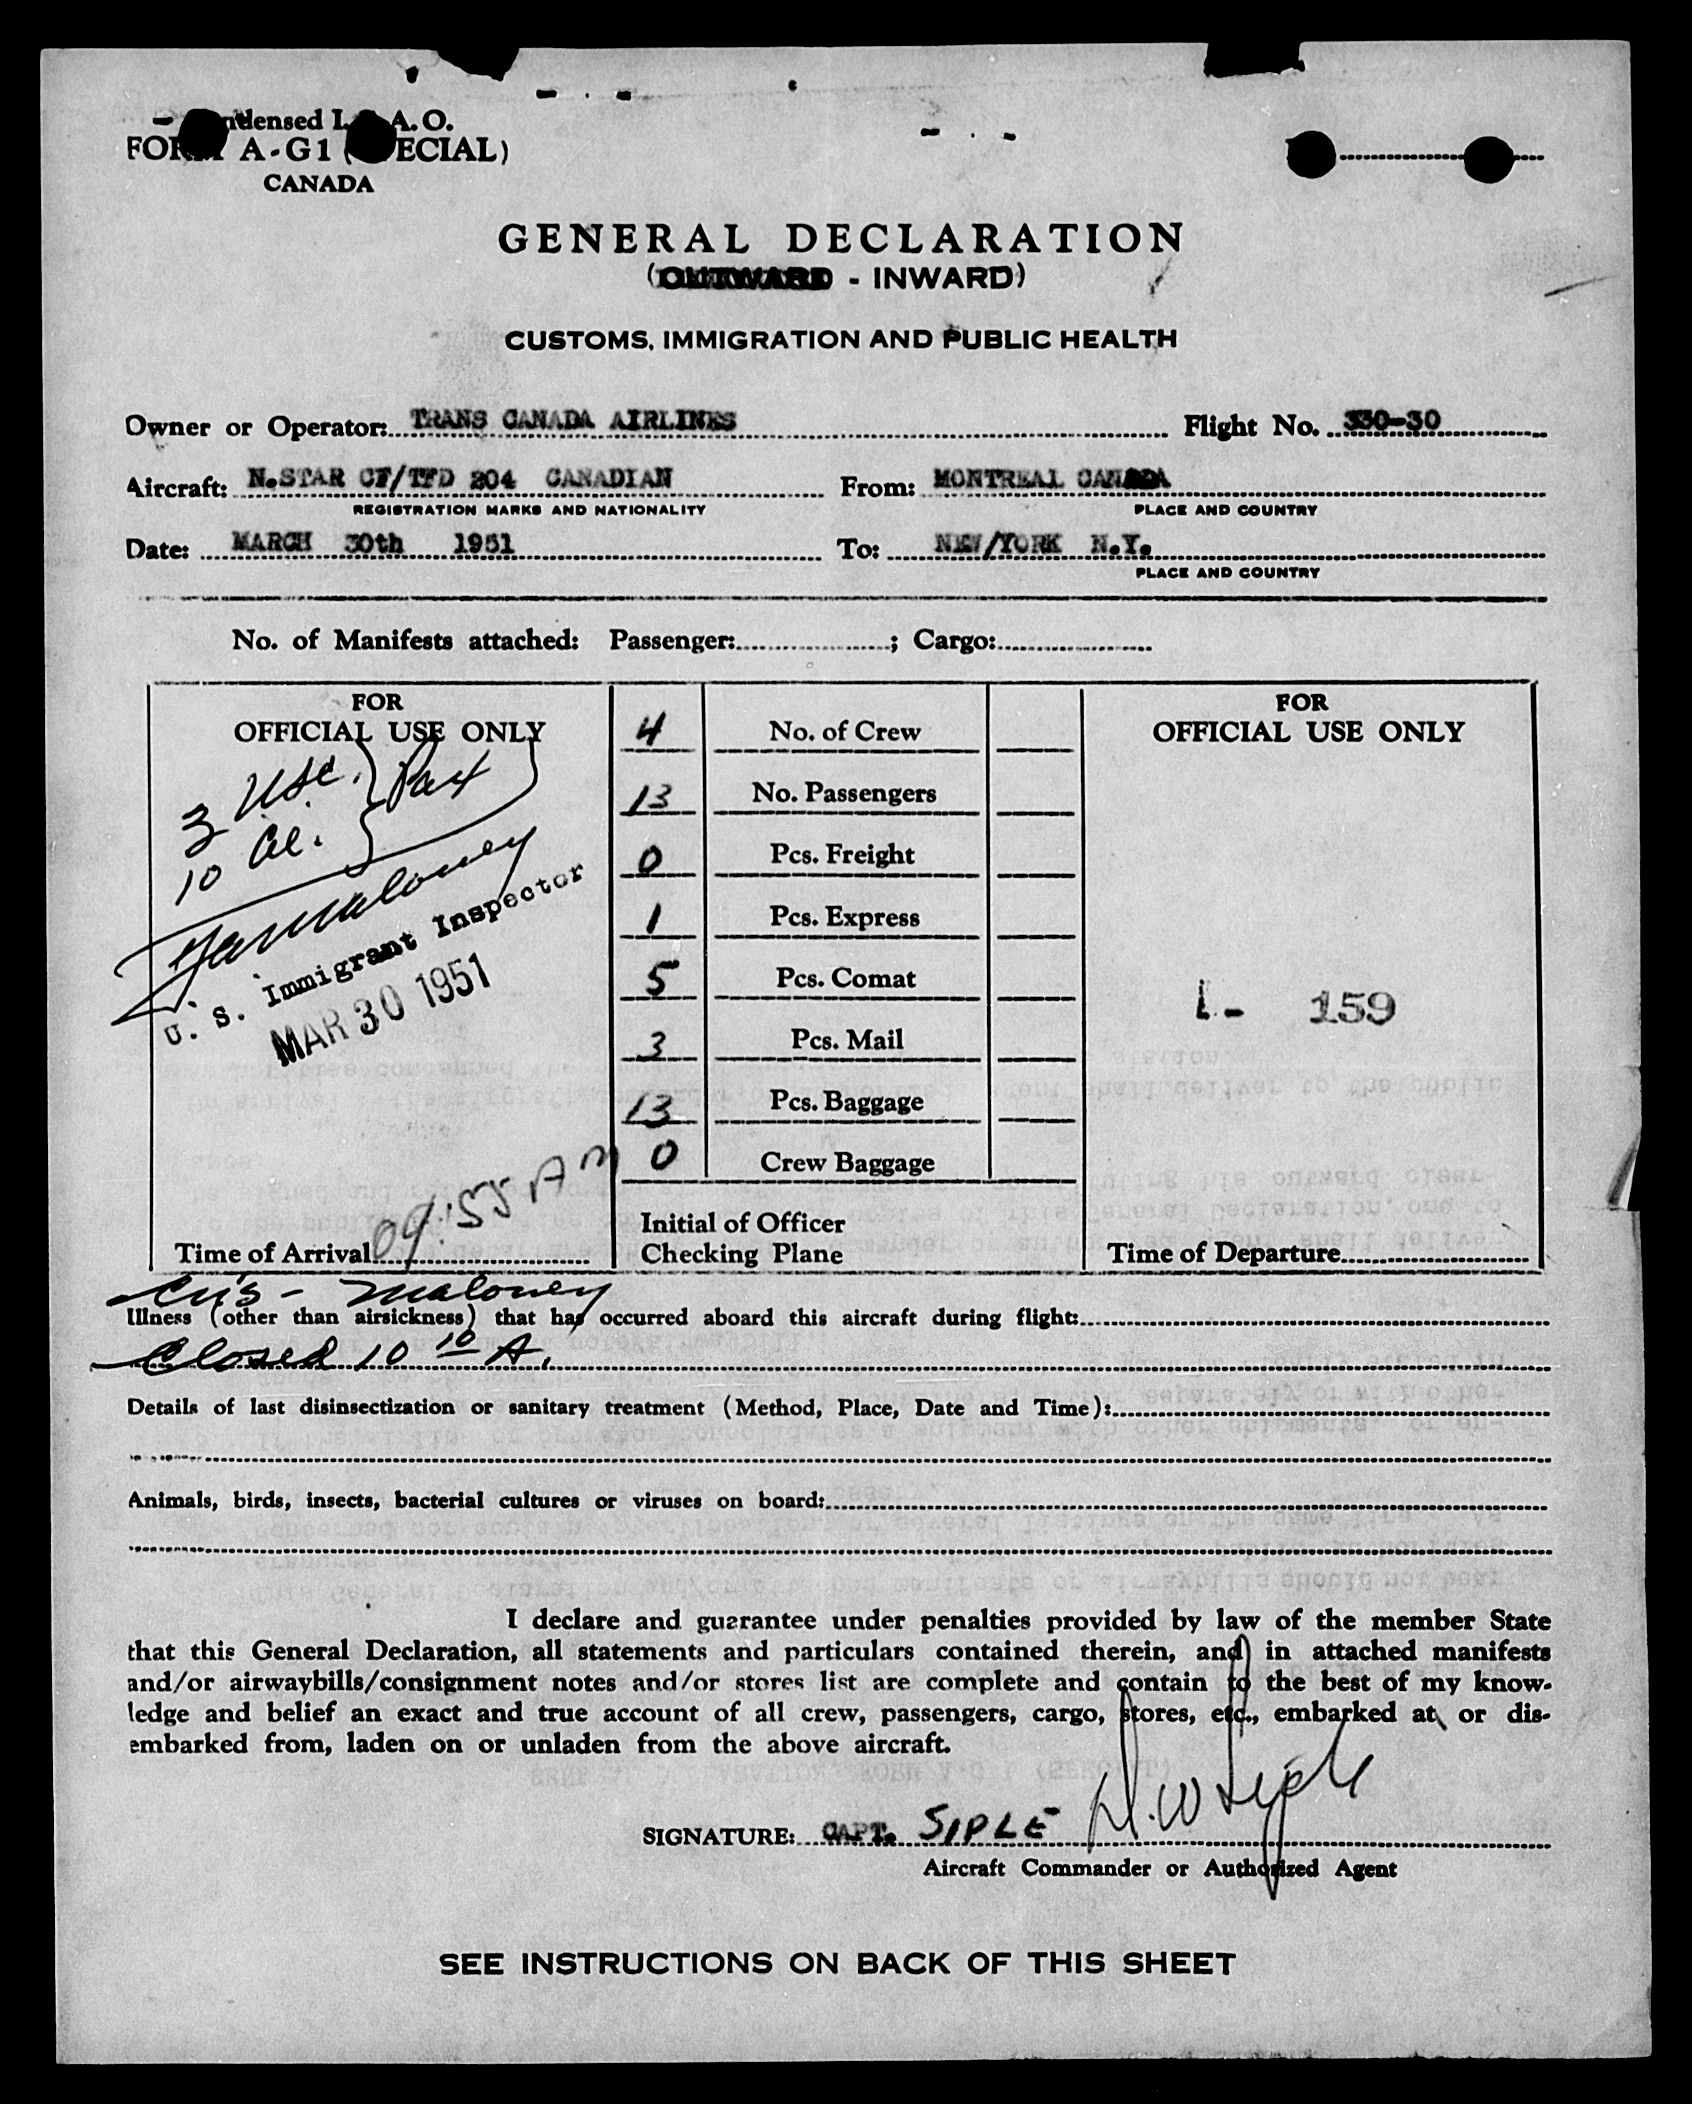 Condensed I.C.A.O.
FORM A-G1 (SPECIAL)
CANADA
GENERAL DECLARATION
(OUTWARD - INWARD)
CUSTOMS, IMMIGRATION AND PUBLIC HEALTH
Owner or Operator: TRANS CANADA AIRLINES Flight No. 330-30
Aircraft: N.STAR CF/TFD 204 CANADIAN From: MONTREAL CANADA
REGISTRATION MARKS AND NATIONALITY PLACE AND COUNTRY
Date: MARCH 30th 1951 To: NEW/YORK N.Y.
PLACE AND COUNTRY
No. of Manifests attached: Passenger: ; Cargo:
FOR
OFFICIAL USE ONLY
3 Usc. } Pax
10 Al.
Maloney
U. S. Immigrant Inspector
MAR 30 1951
Time of Arrival 09:55 AM
4 No. of Crew
13 No. Passengers
0 Pcs. Freight
1 Pcs. Express
5 Pcs. Comat
3 Pcs. Mail
13 Pcs. Baggage
0 Crew Baggage
Initial of Officer
Checking Plane
FOR
OFFICIAL USE ONLY
1- 159
Time of Departure
Maloney
Illness (other than airsickness) that has occurred aboard this aircraft during flight:
Closed 10 10 A.
Details of last disinsectization or sanitary treatment (Method, Place, Date and Time):
Animals, birds, insects, bacterial cultures or viruses on board:
I declare and guarantee under penalties provided by law of the member State
that this General Declaration, all statements and particulars contained therein, and in attached manifests
and/or airwaybills/consignment notes and/or stores list are complete and contain to the best of my know-
ledge and belief an exact and true account of all crew, passengers, cargo, stores, etc., embarked at, or dis-
embarked from, laden on or unladen from the above aircraft.
SIGNATURE: CAPT. SIPLE D.W Siple
Aircraft Commander or Authorized Agent
SEE INSTRUCTIONS ON BACK OF THIS SHEET